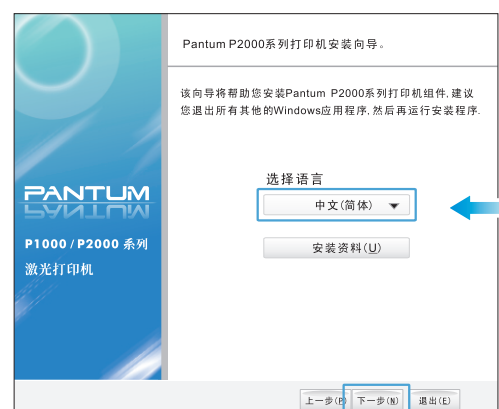 Pantum P2000系列打印机安装向导。
该向导将帮助您安装Pantum P2000系列打印机组件,建议
您退出所有其他的Windows应用程序,然后再运行安装程序.
选择语言
中文(简体)
安装资料(U)
PANTUM
P1000 / P2000 系列
激光打印机
上一步(P) 下一步(N) 退出(E)